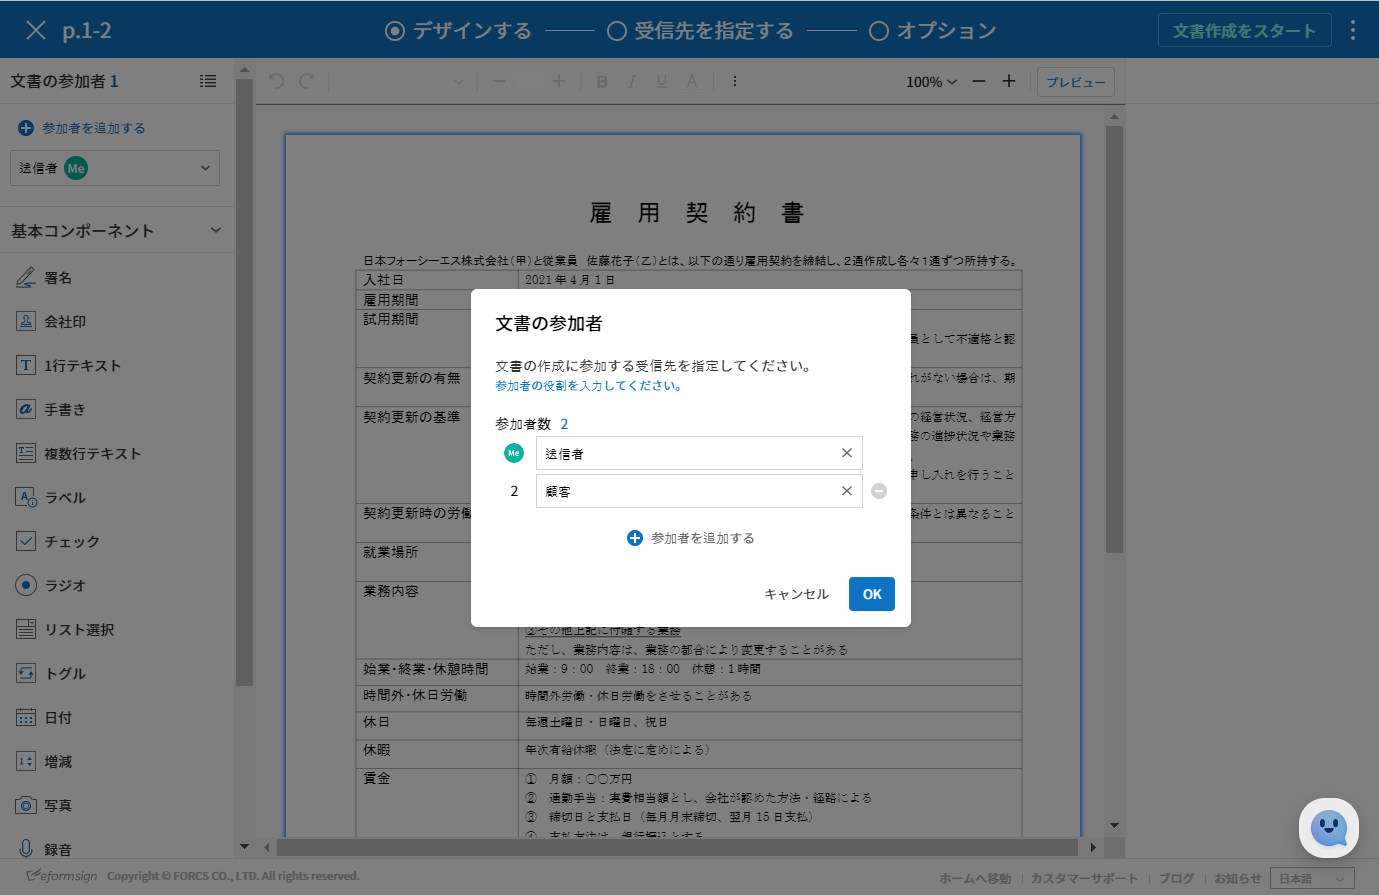 p.1-2
デザインする
受信先を指定する
オプション
文書作成をスタート
文書の参加者 1
参加者を追加する
送信者 Me
基本コンポーネント
署名
会社印
1行テキスト
手書き
複数行テキスト
ラベル
チェック
ラジオ
リスト選択
トグル
日付
増減
写真
録音
B I U A
100%
プレビュー
雇 用 契 約 書
日本フォーシーエス株式会社(甲)と従業員 佐藤花子(乙)とは、以下の通り雇用契約を締結し、2通作成し各々1通ずつ所持する。
入社日 2021年4月1日
雇用期間
試用期間
員として不適格と認
契約更新の有無 れがない場合は、期
契約更新の基準 の経営状況、経営方
務の進捗状況や業務
申し入れを行うこと
契約更新時の労働 条件とは異なること
就業場所
業務内容
③その他上記に付随する業務
ただし、業務内容は、業務の都合により変更することがある
始業・終業・休憩時間 始業:9:00 終業:18:00 休憩:1時間
時間外・休日労働 時間外労働・休日労働をさせることがある
休日 毎週土曜日・日曜日、祝日
休暇 年次有給休暇(法定に定めによる)
賃金 ① 月額:〇〇万円
② 通勤手当:実費相当額とし、会社が認めた方法・経路による
③ 締切日と支払日(毎月月末締切、翌月15日支払)
④ 支払方法は、銀行振込とする
文書の参加者
文書の作成に参加する受信先を指定してください。
参加者の役割を入力してください。
参加者数 2
Me 送信者
2 顧客
参加者を追加する
キャンセル
OK
eformsign
Copyright © FORCS CO., LTD. All rights reserved.
ホームへ移動
カスタマーサポート
ブログ
お知らせ
日本語